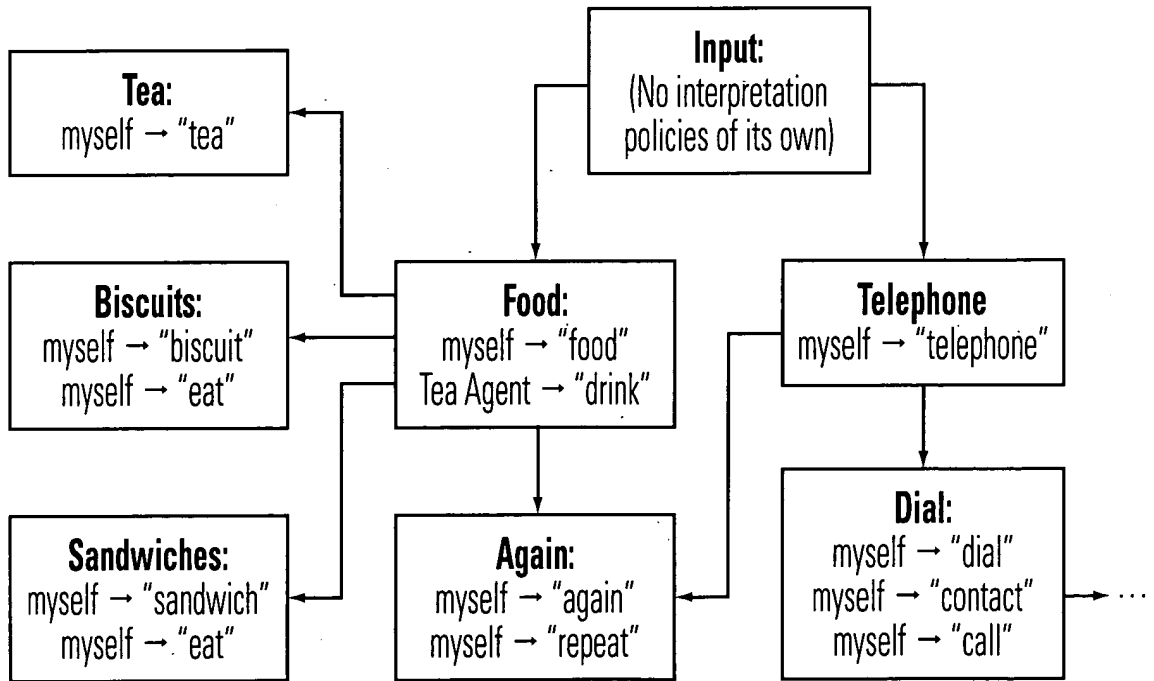 Input:
(No interpretation
policies of its own)
Tea:
myself → “tea”
Biscuits:
myself → “biscuit”
myself → “eat”
Food:
myself → “food”
Tea Agent → “drink”
Telephone
myself → “telephone”
Sandwiches:
myself → “sandwich”
myself → “eat”
Again:
myself → “again”
myself → “repeat”
Dial:
myself → “dial”
myself → “contact”
myself → “call”
...